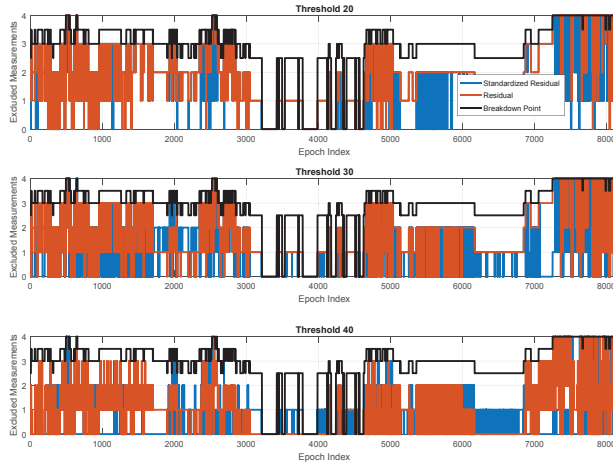 Threshold 20
Excluded Measurements
4
3
2
1
0
Standardized Residual
Residual
Breakdown Point
0 1000 2000 3000 4000 5000 6000 7000 8000
Epoch Index
Threshold 30
Excluded Measurements
4
3
2
1
0
0 1000 2000 3000 4000 5000 6000 7000 8000
Epoch Index
Threshold 40
Excluded Measurements
4
3
2
1
0
0 1000 2000 3000 4000 5000 6000 7000 8000
Epoch Index